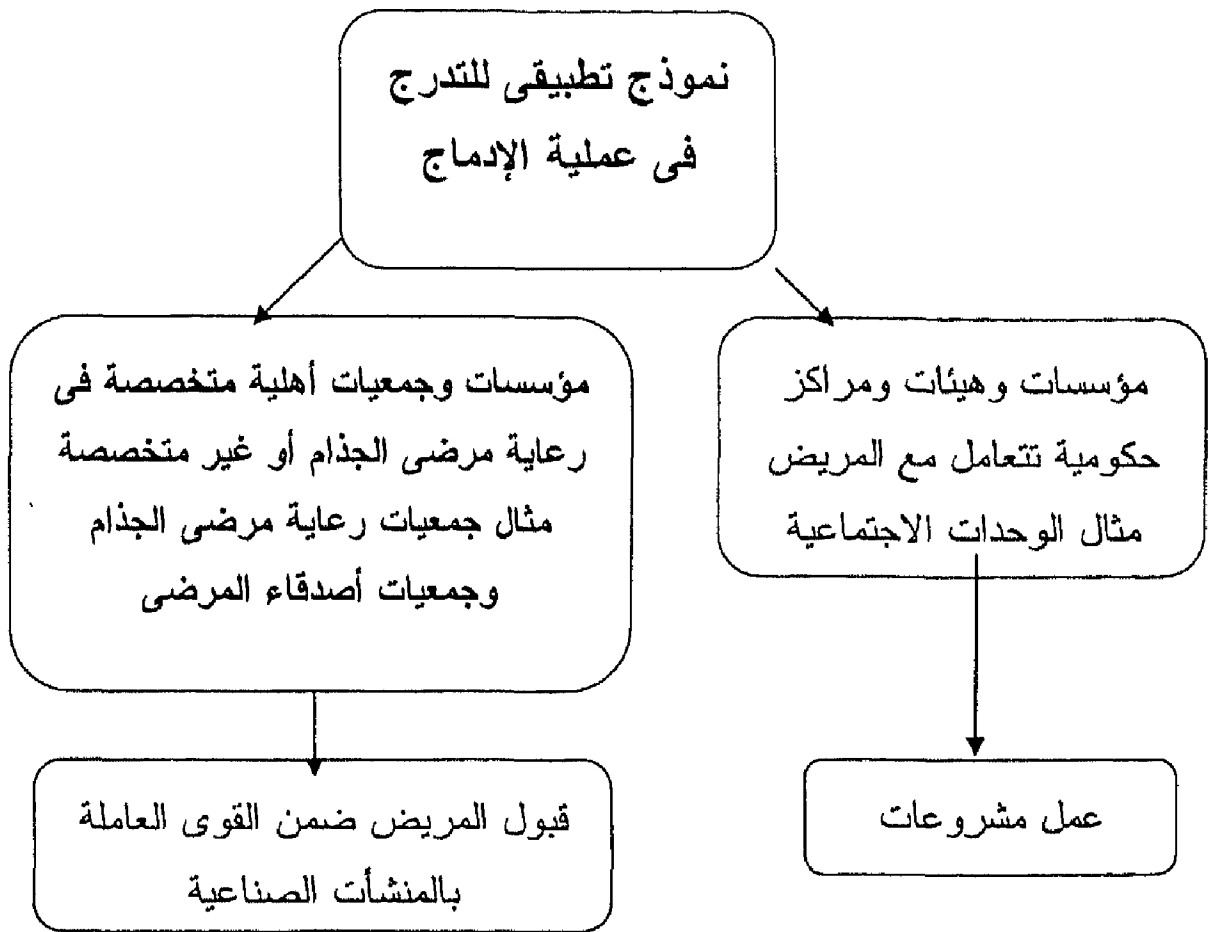 نموذج تطبيقى للتدرج
فى عملية الإدماج
مؤسسات وهيئات ومراكز
حكومية تتعامل مع المريض
مثال الوحدات الاجتماعية
مؤسسات وجمعيات أهلية متخصصة فى
رعاية مرضى الجذام أو غير متخصصة
مثال جمعيات رعاية مرضى الجذام
وجمعيات أصدقاء المرضى
عمل مشروعات
قبول المريض ضمن القوى العاملة
بالمنشأت الصناعية